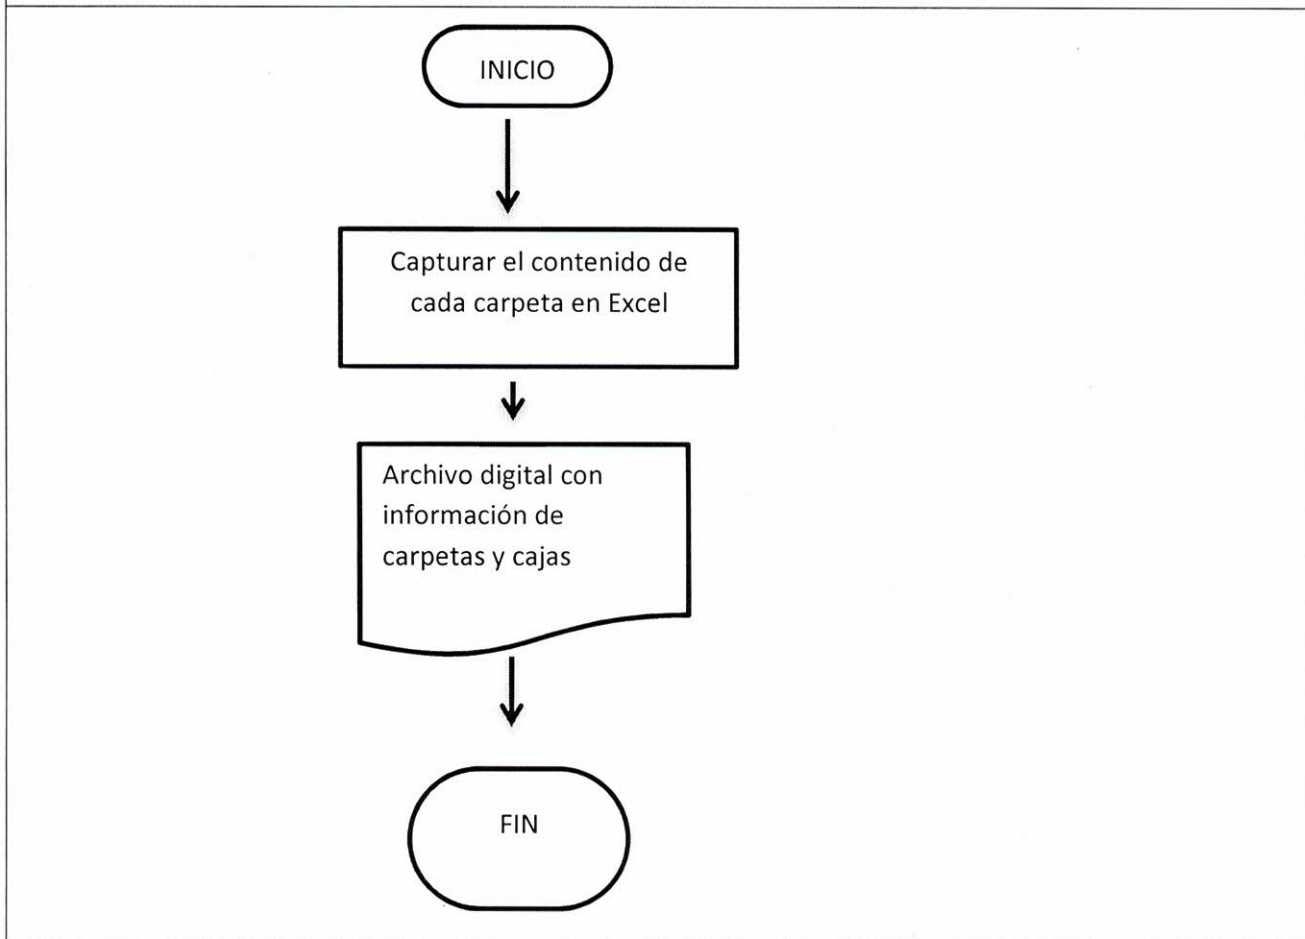 INICIO
Capturar el contenido de
cada carpeta en Excel
Archivo digital con
información de
carpetas y cajas
FIN